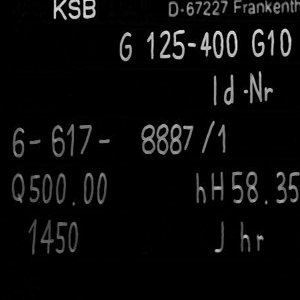 KSB D-67227 Frankenth
G 125-400 G10
Id-Nr
6-617- 8887/1
Q500.00 hH58.35
1450 J hr